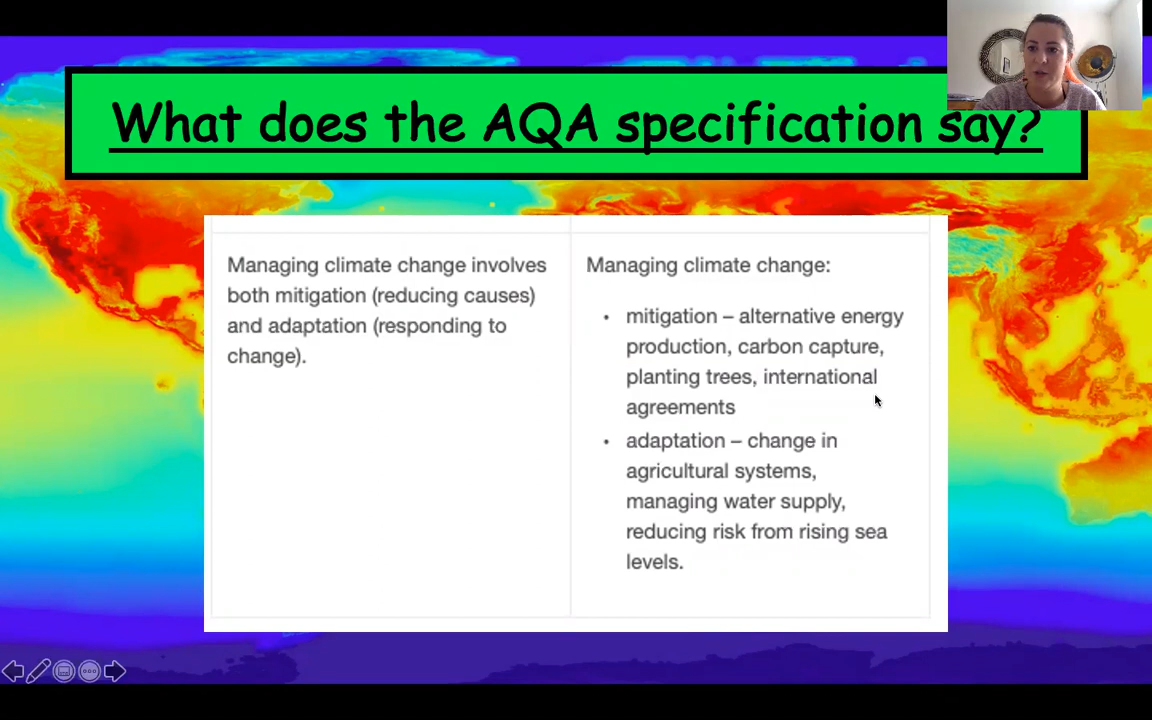 What does the AQA specification say?
Managing climate change involves
both mitigation (reducing causes)
and adaptation (responding to
change).
Managing climate change:
• mitigation – alternative energy
production, carbon capture,
planting trees, international
agreements
• adaptation – change in
agricultural systems,
managing water supply,
reducing risk from rising sea
levels.